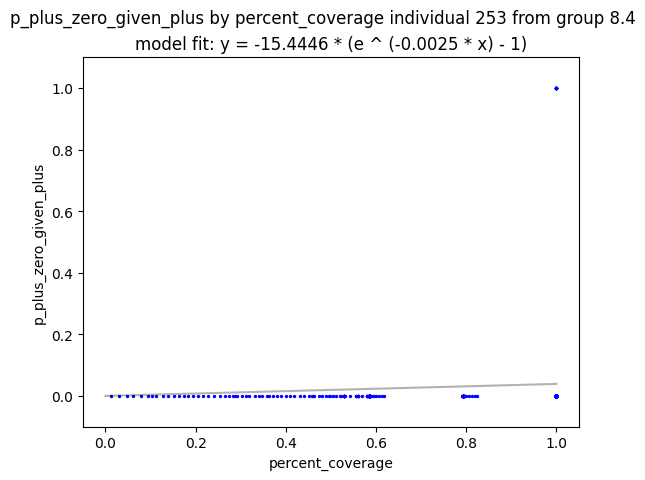 p_plus_zero_given_plus by percent_coverage individual 253 from group 8.4
model fit: y = -15.4446 * (e ^ (-0.0025 * x) - 1)
1.0
0.8
0.6
0.4
0.2
0.0
p_plus_zero_given_plus
0.0 0.2 0.4 0.6 0.8 1.0
percent_coverage